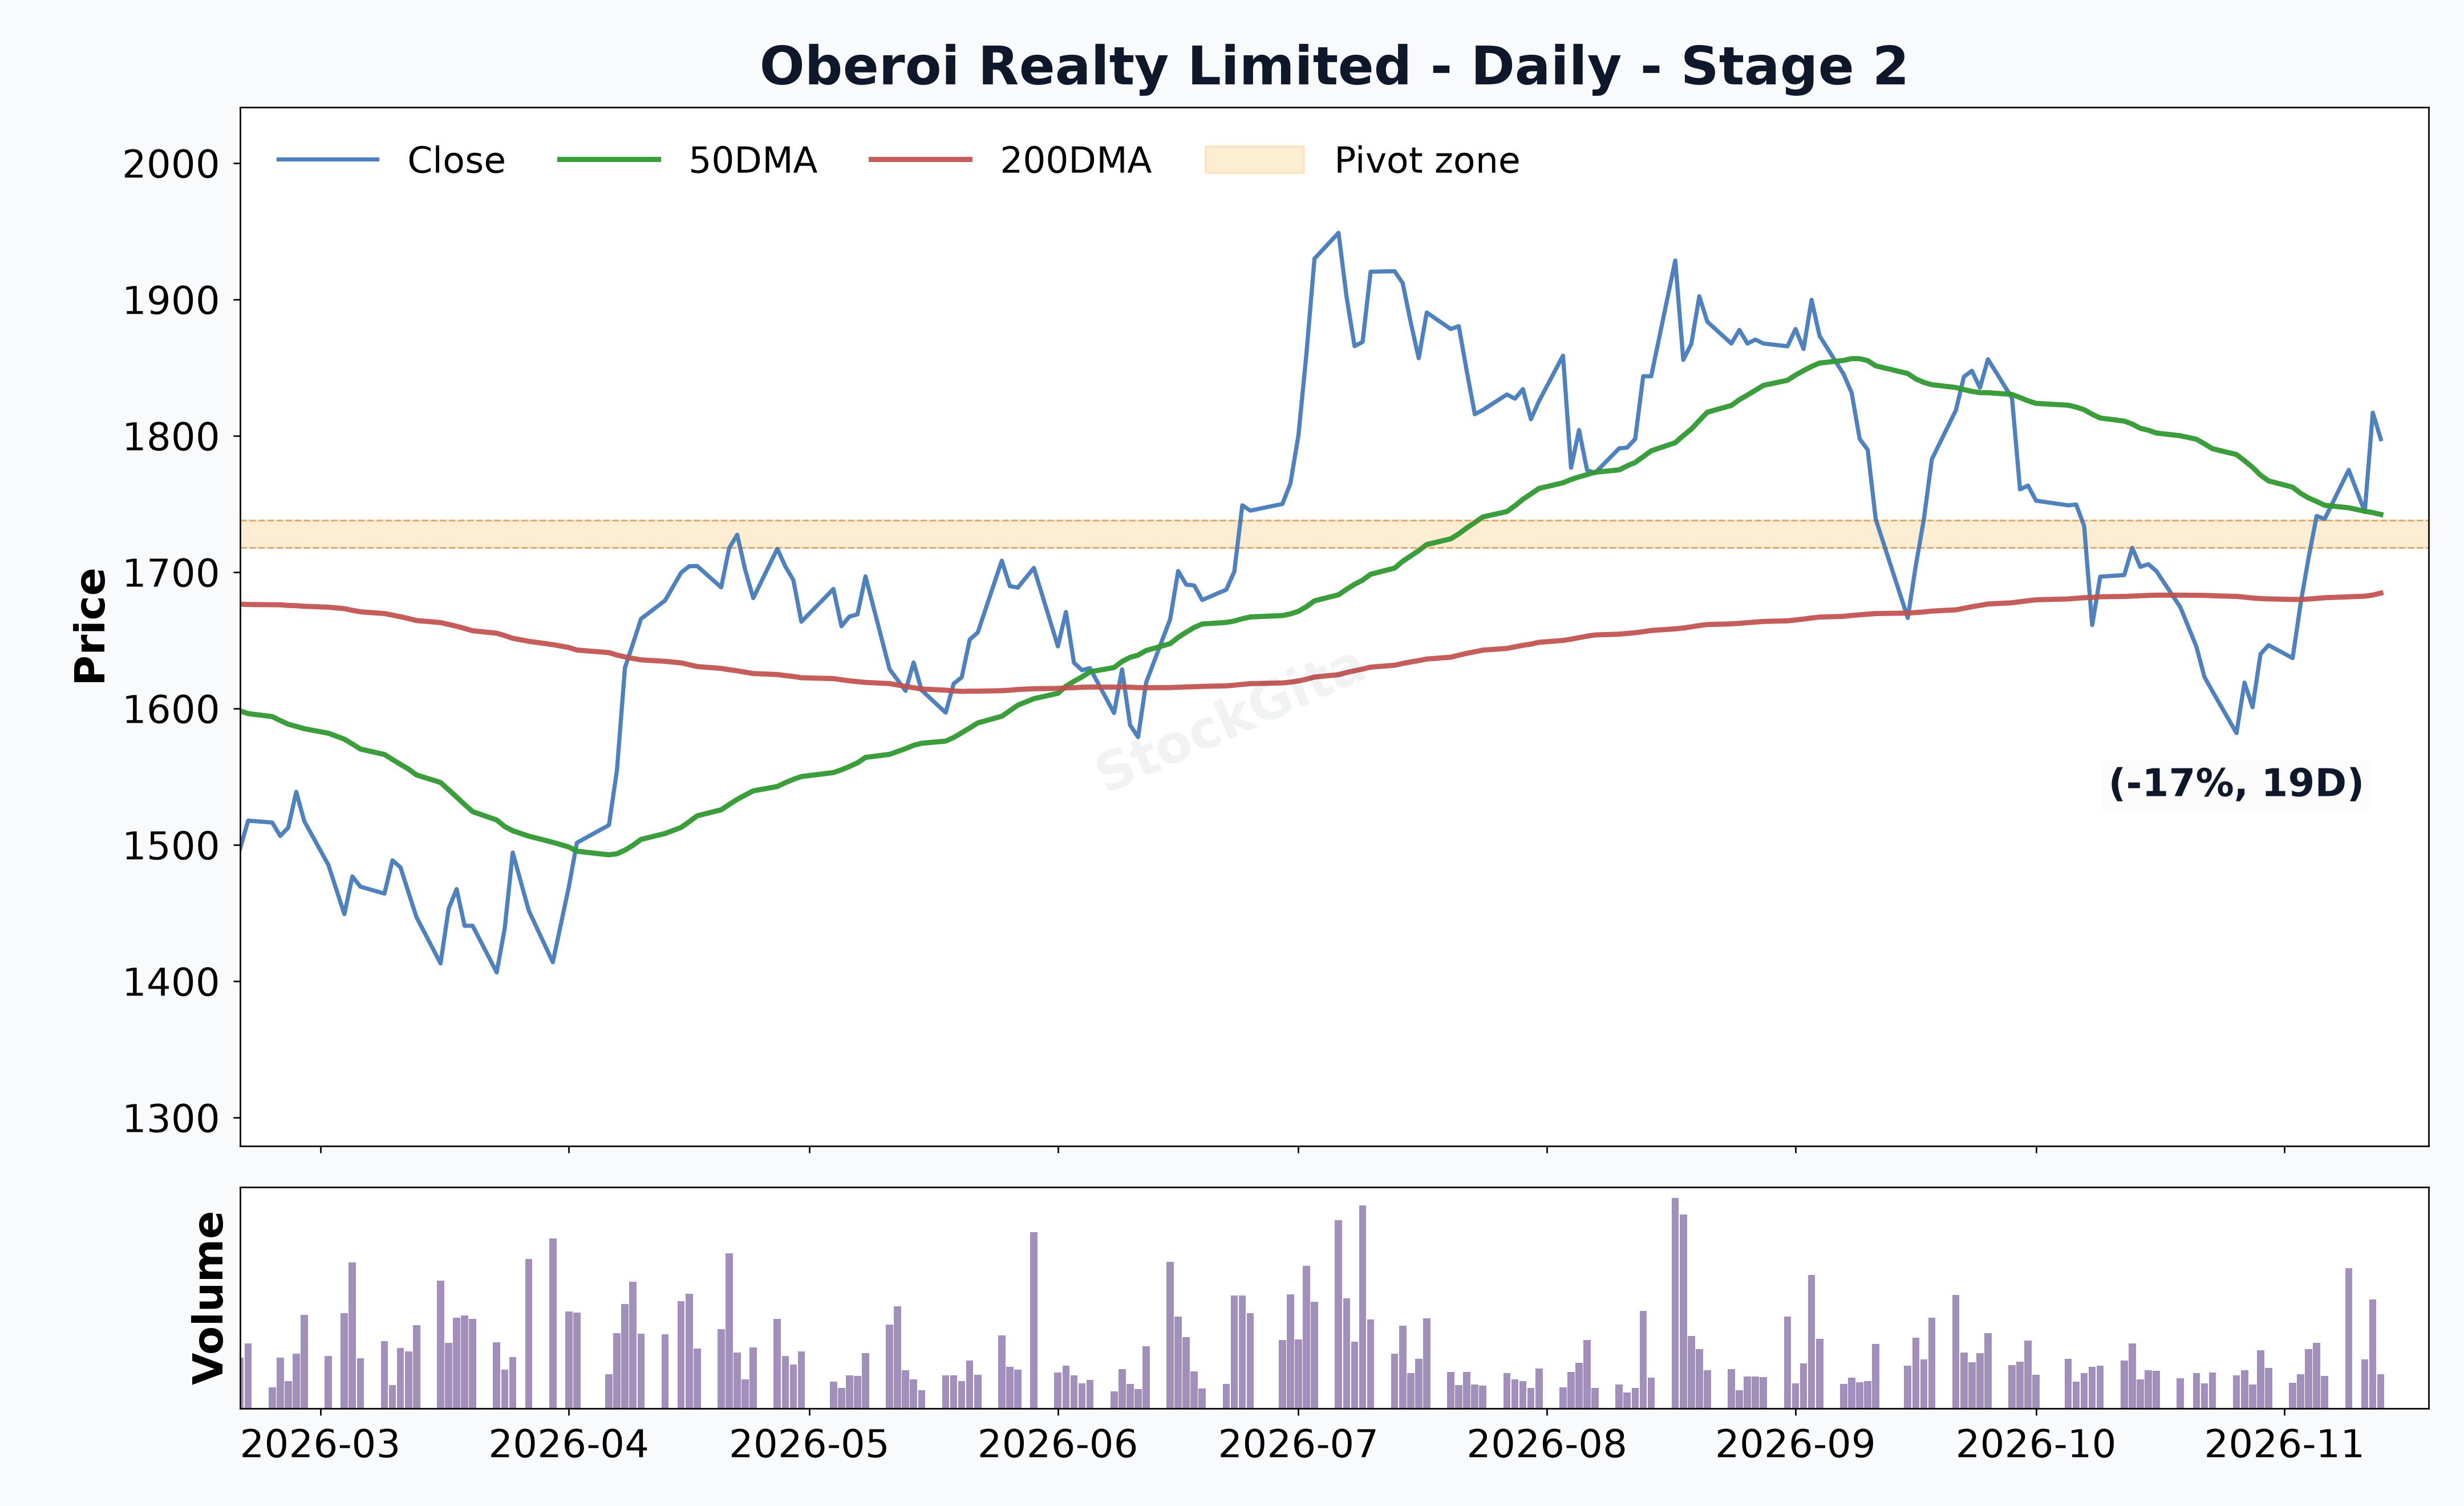 Oberoi Realty Limited - Daily - Stage 2
Close 50DMA 200DMA Pivot zone
2000
1900
1800
1700
1600
1500
1400
1300
Price
StockGita
(-17%, 19D)
Volume
2026-03 2026-04 2026-05 2026-06 2026-07 2026-08 2026-09 2026-10 2026-11